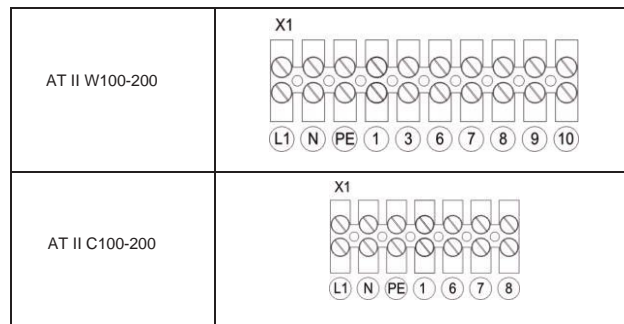 AT II W100-200
X1
L1 N PE 1 3 6 7 8 9 10
AT II C100-200
X1
L1 N PE 1 6 7 8